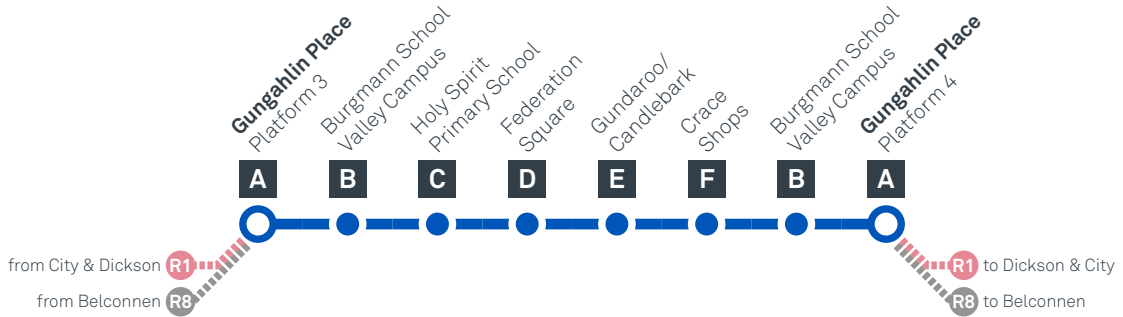 Gungahlin Place
Platform 3
Burgmann School
Valley Campus
Holy Spirit
Primary School
Federation
Square
Gundaroo/
Candlebark
Crace
Shops
Burgmann School
Valley Campus
Gungahlin Place
Platform 4
A
B
C
D
E
F
B
A
from City & Dickson R1
R1 to Dickson & City
from Belconnen R8
R8 to Belconnen